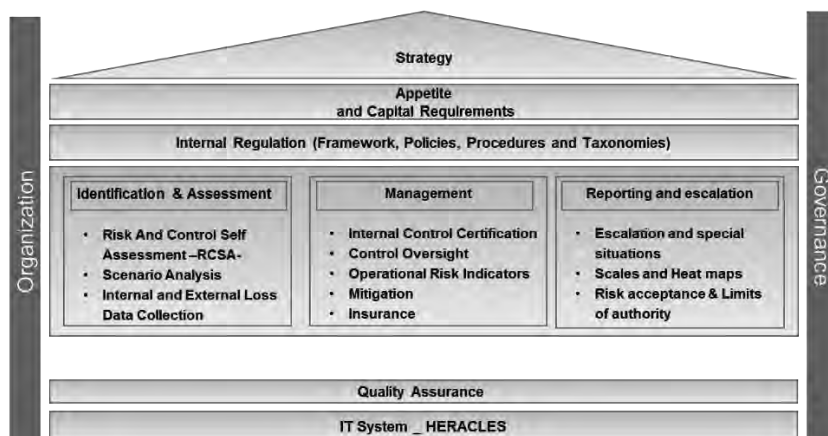 Strategy
Appetite
and Capital Requirements
Internal Regulation (Framework, Policies, Procedures and Taxonomies)
Organization
Governance
Identification & Assessment
• Risk And Control Self
Assessment –RCSA-
• Scenario Analysis
• Internal and External Loss
Data Collection
Management
• Internal Control Certification
• Control Oversight
• Operational Risk Indicators
• Mitigation
• Insurance
Reporting and escalation
• Escalation and special
situations
• Scales and Heat maps
• Risk acceptance & Limits
of authority
Quality Assurance
IT System _ HERACLES